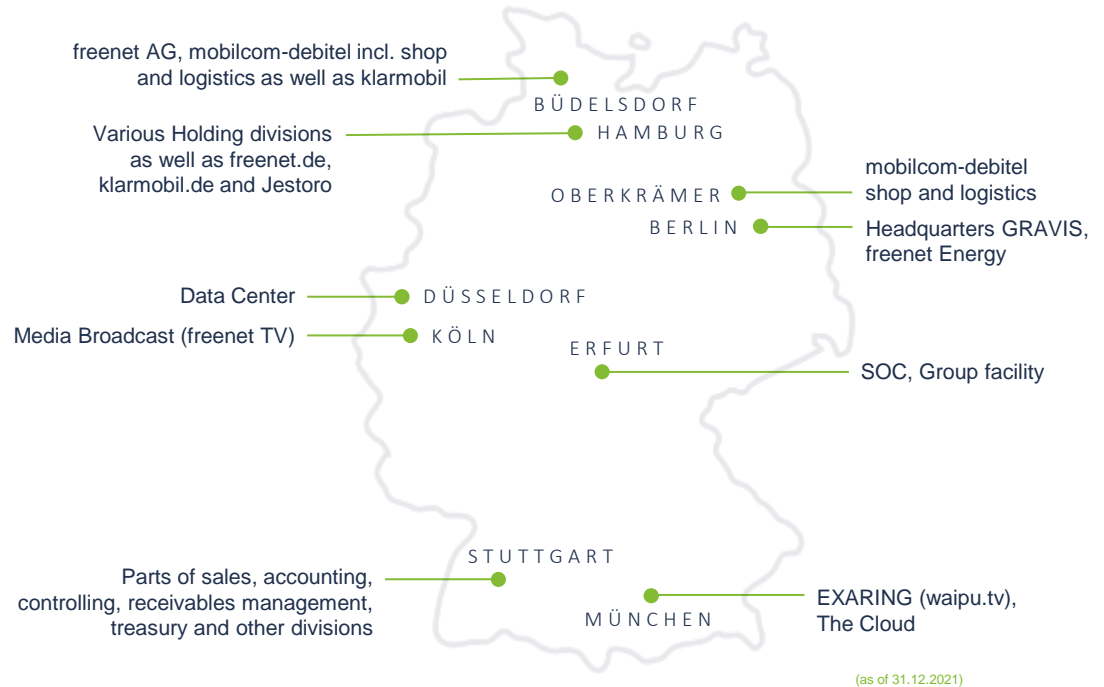 freenet AG, mobilcom-debitel incl. shop
and logistics as well as klarmobil
BÜDELSDORF
Various Holding divisions
as well as freenet.de,
klarmobil.de and Jestoro
HAMBURG
mobilcom-debitel
shop and logistics
OBERKRÄMER
BERLIN
Headquarters GRAVIS,
freenet Energy
Data Center
DÜSSELDORF
Media Broadcast (freenet TV)
KÖLN
ERFURT
SOC, Group facility
STUTTGART
Parts of sales, accounting,
controlling, receivables management,
treasury and other divisions
MÜNCHEN
EXARING (waipu.tv),
The Cloud
(as of 31.12.2021)